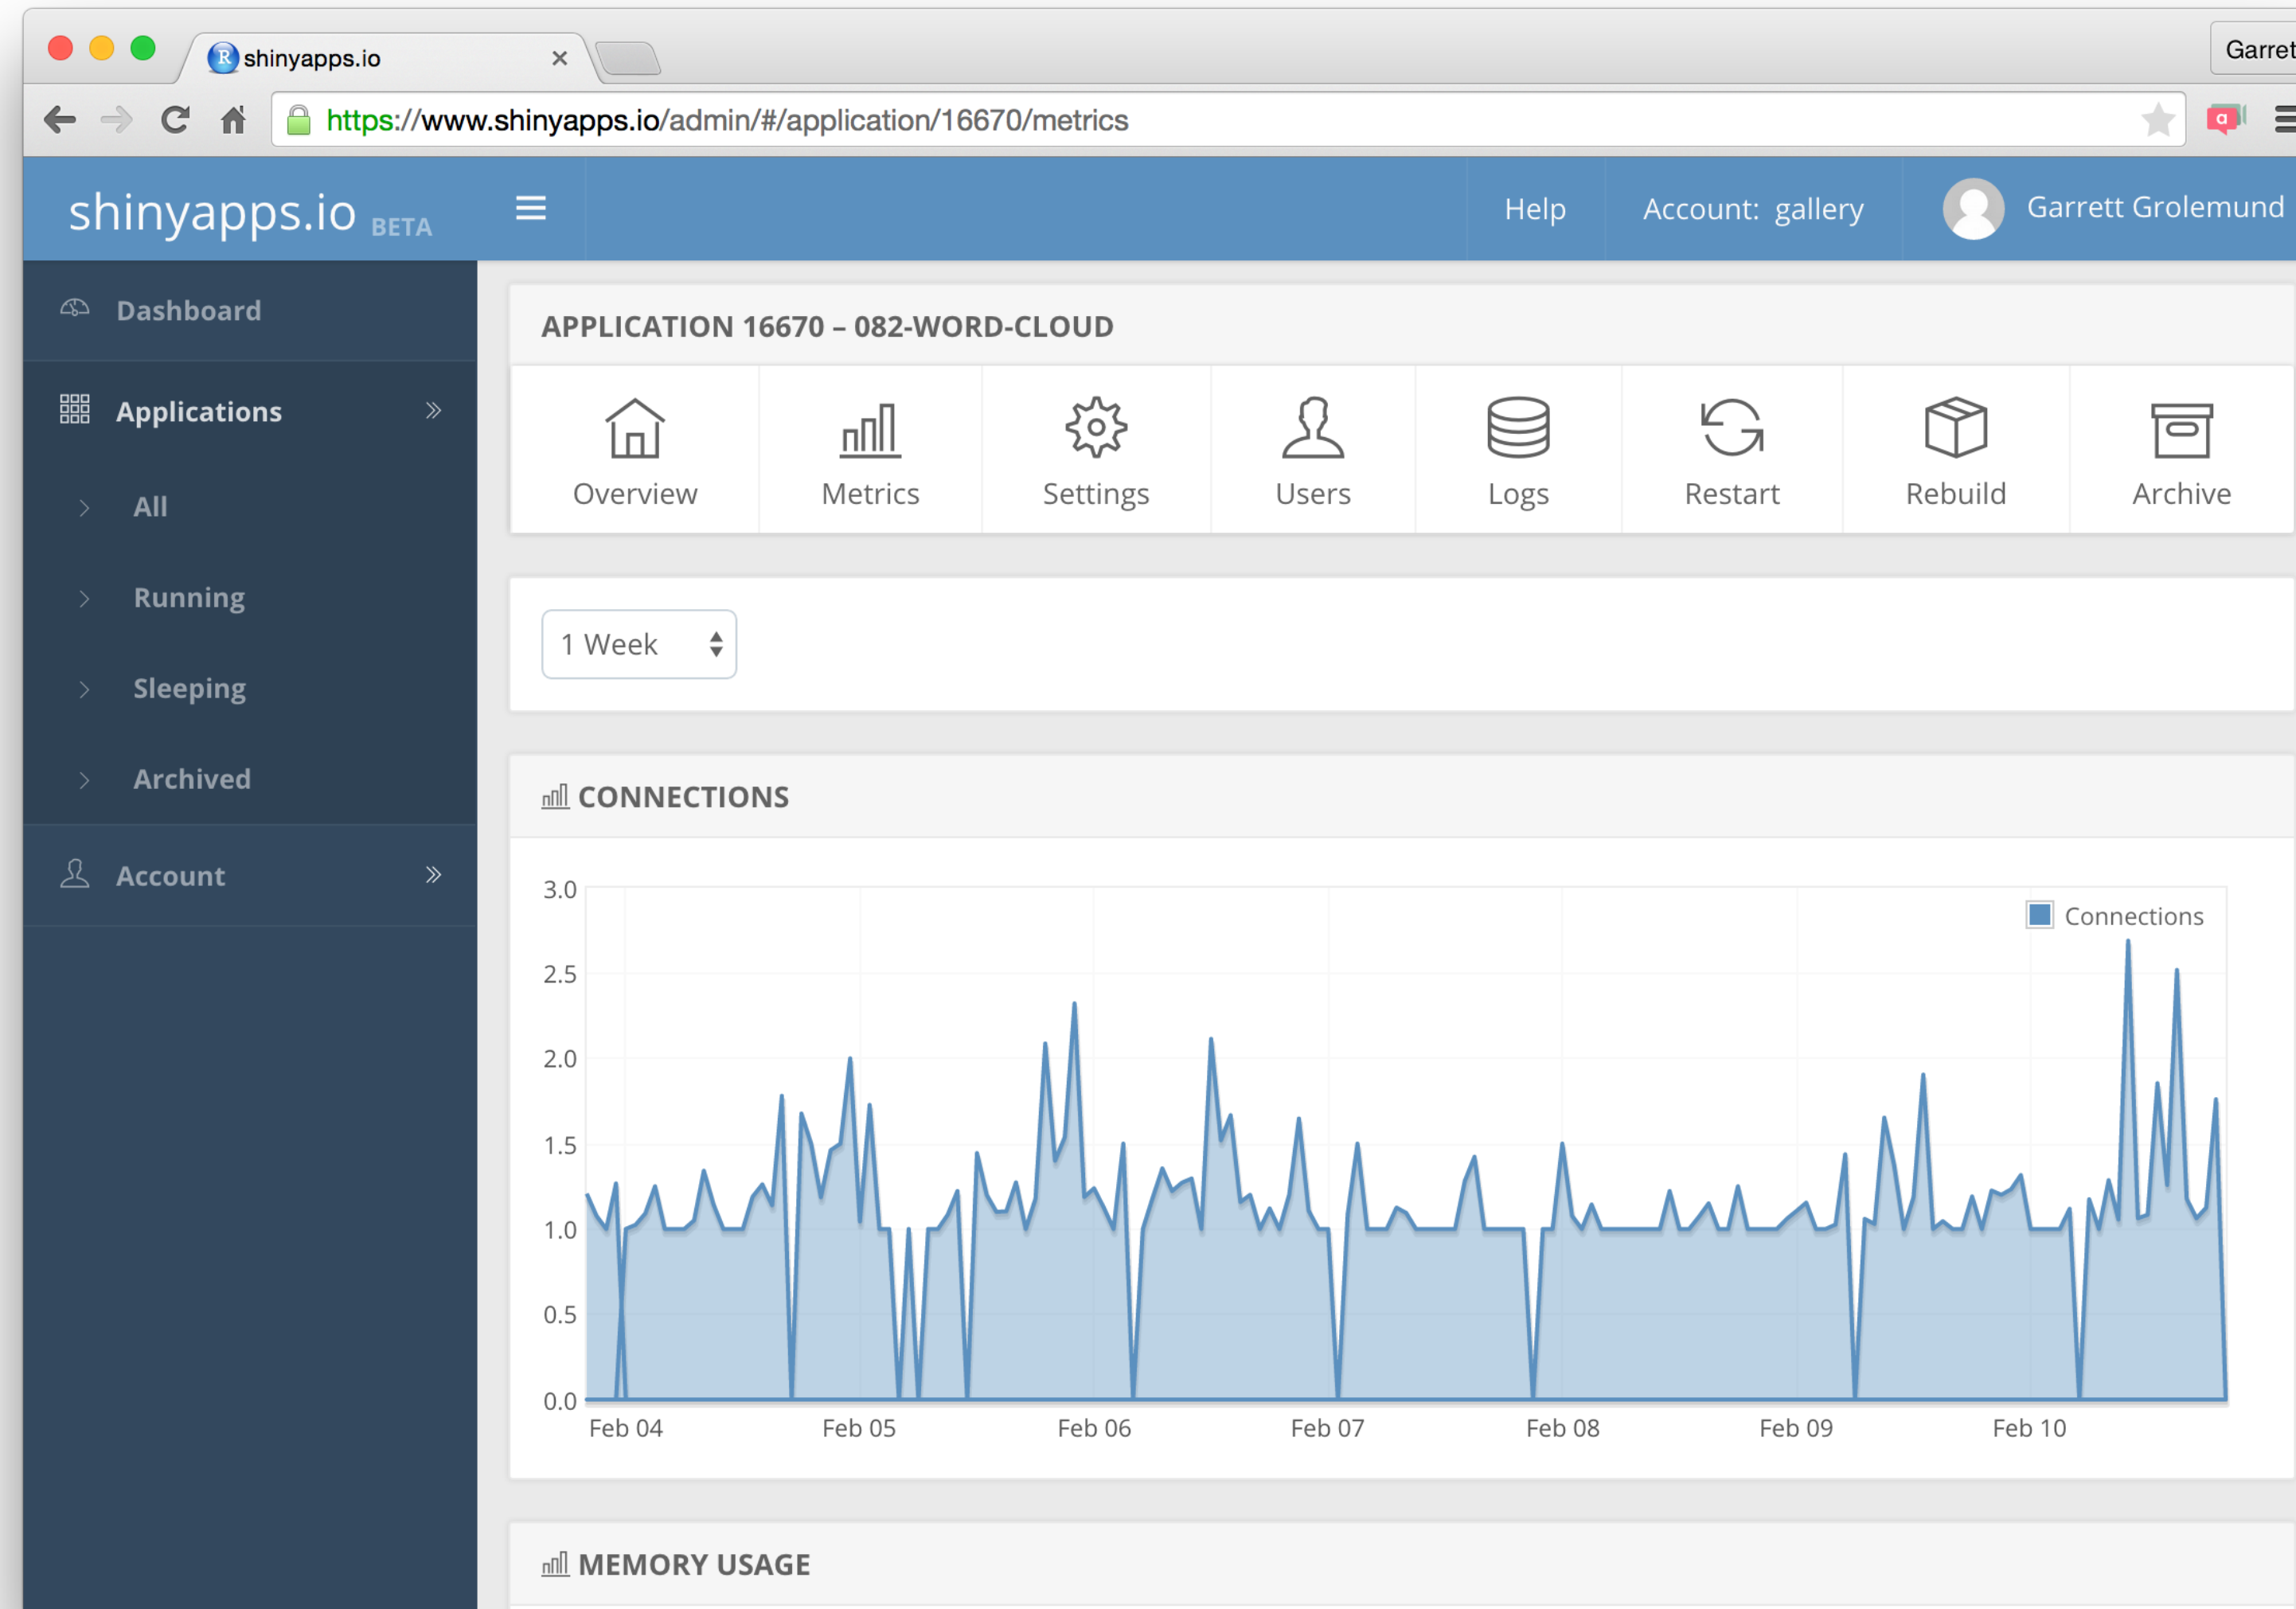 shinyapps.io
Garret
https://www.shinyapps.io/admin/#/application/16670/metrics
shinyapps.io BETA
Help
Account: gallery
Garrett Grolemund
Dashboard
Applications
All
Running
Sleeping
Archived
Account
APPLICATION 16670 – 082-WORD-CLOUD
Overview
Metrics
Settings
Users
Logs
Restart
Rebuild
Archive
1 Week
CONNECTIONS
Connections
3.0
2.5
2.0
1.5
1.0
0.5
0.0
Feb 04
Feb 05
Feb 06
Feb 07
Feb 08
Feb 09
Feb 10
MEMORY USAGE